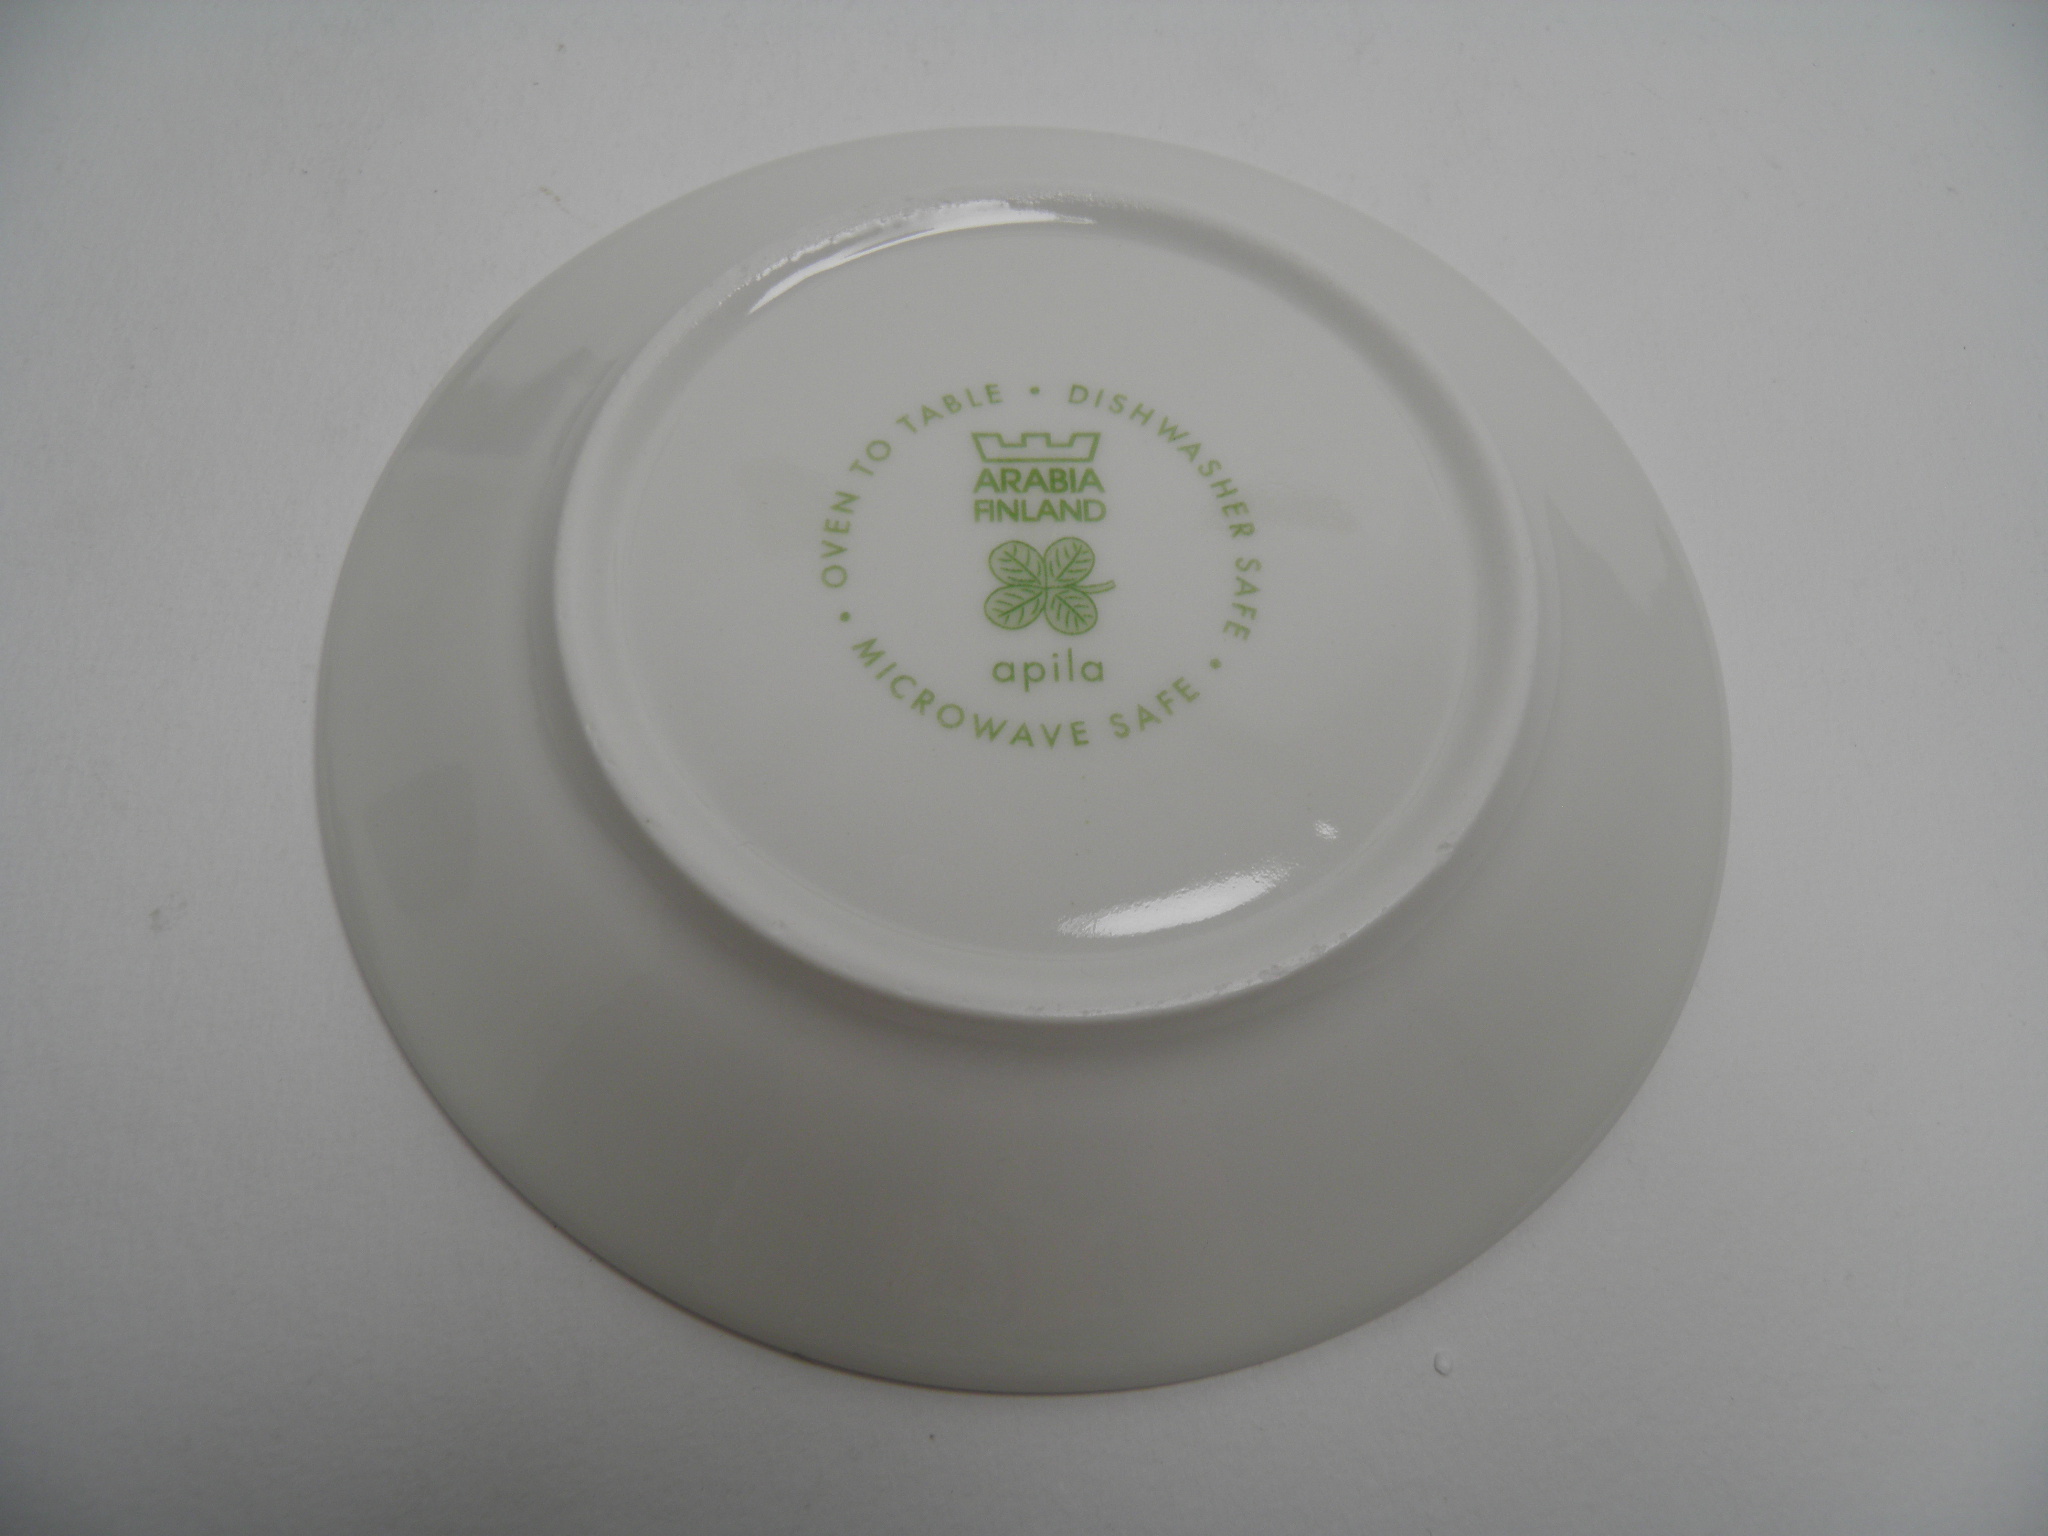 OVEN TO TABLE • DISHWASHER SAFE • MICROWAVE SAFE •
ARABIA
FINLAND
apila